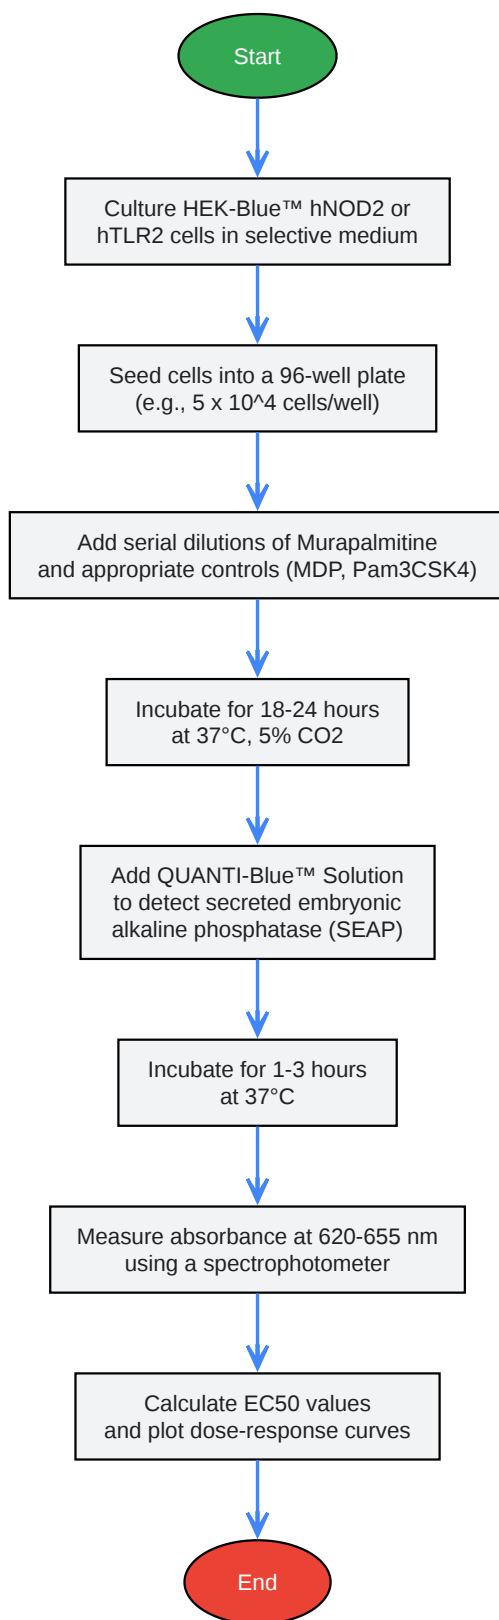 Start
Culture HEK-Blue™ hNOD2 or
hTLR2 cells in selective medium
Seed cells into a 96-well plate
(e.g., 5 x 10^4 cells/well)
Add serial dilutions of Murapalmitine
and appropriate controls (MDP, Pam3CSK4)
Incubate for 18-24 hours
at 37°C, 5% CO2
Add QUANTI-Blue™ Solution
to detect secreted embryonic
alkaline phosphatase (SEAP)
Incubate for 1-3 hours
at 37°C
Measure absorbance at 620-655 nm
using a spectrophotometer
Calculate EC50 values
and plot dose-response curves
End